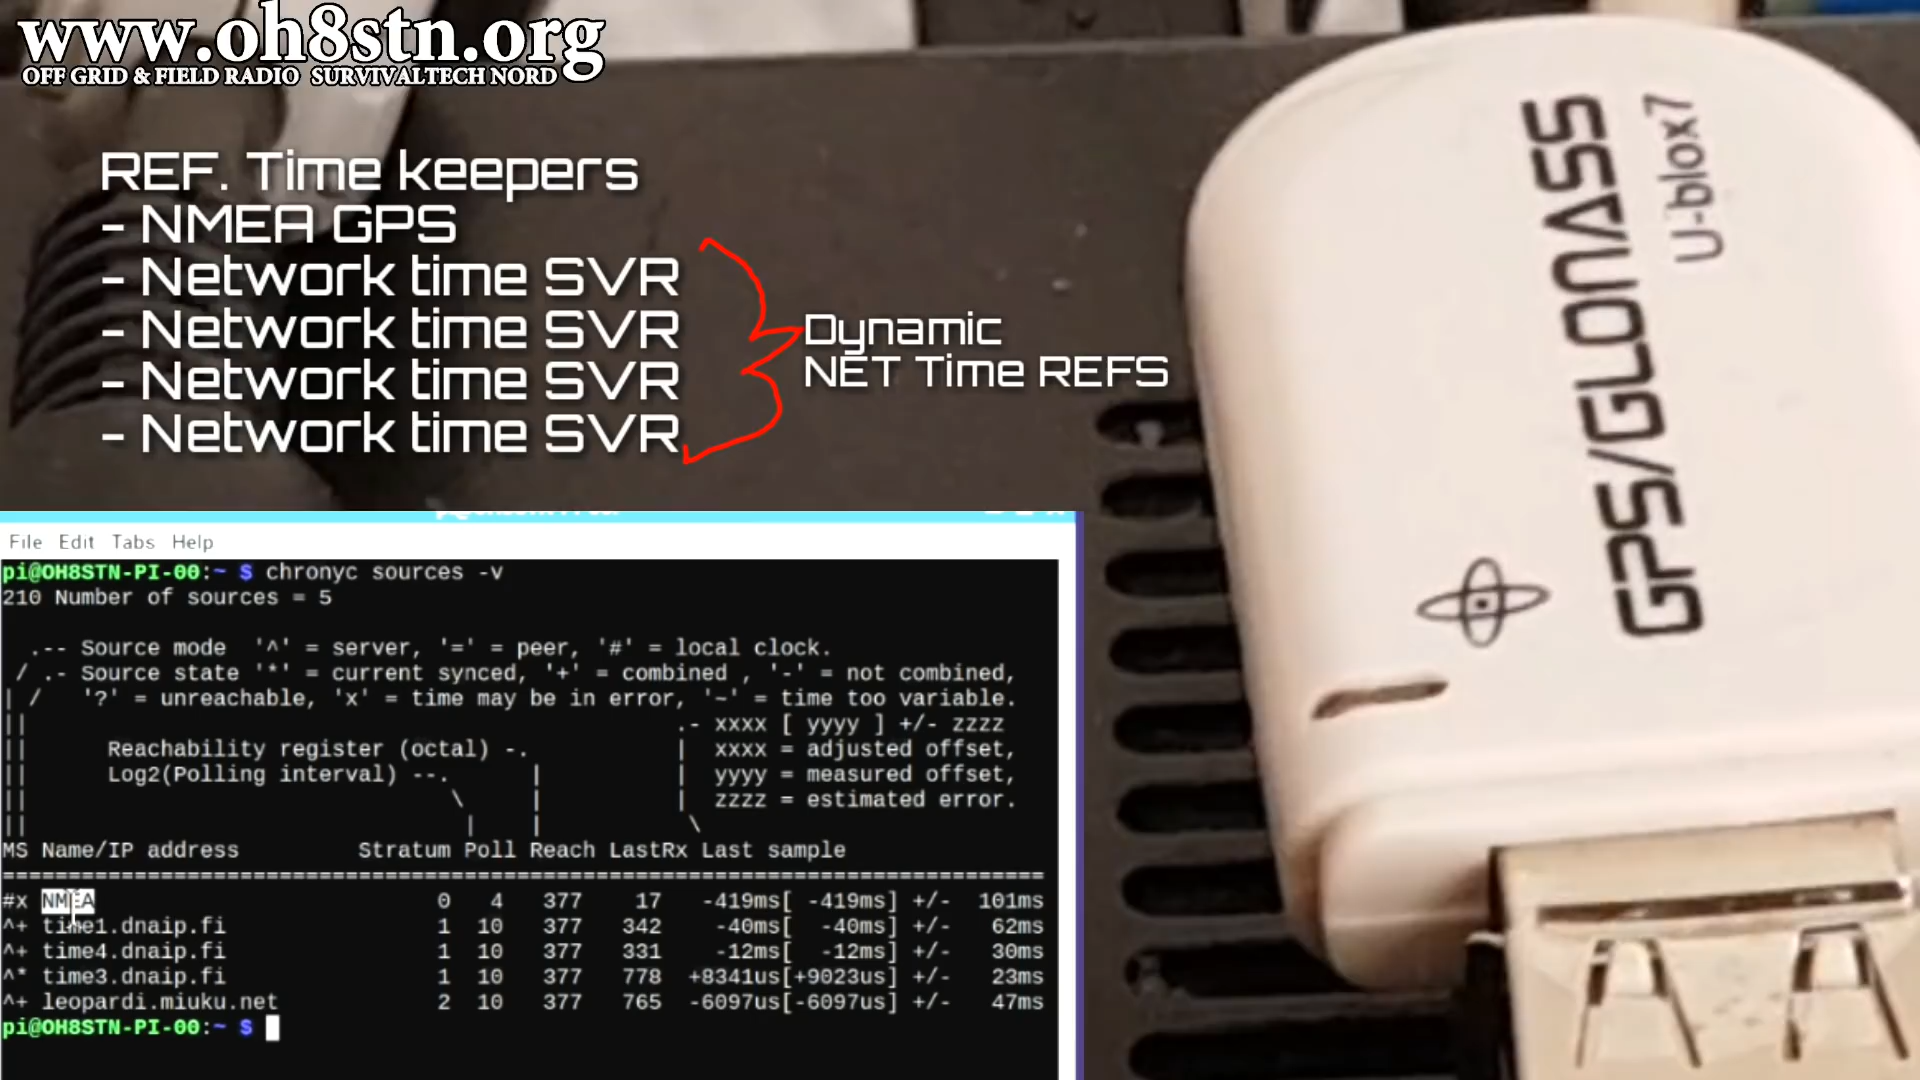 www.oh8stn.org
OFF GRID & FIELD RADIO SURVIVALTECH NORD
REF. Time keepers
- NMEA GPS
- Network time SVR
- Network time SVR
- Network time SVR
- Network time SVR
Dynamic
NET Time REFS
GPS/GLONASS
U-blox7
File Edit Tabs Help
pi@OH8STN-PI-00:~ $ chronyc sources -v
210 Number of sources = 5
.-- Source mode '^' = server, '=' = peer, '#' = local clock.
/ .- Source state '*' = current synced, '+' = combined , '-' = not combined,
| / '?' = unreachable, 'x' = time may be in error, '~' = time too variable.
|| .- xxxx [ yyyy ] +/- zzzz
|| Reachability register (octal) -. | xxxx = adjusted offset,
|| Log2(Polling interval) --. | | yyyy = measured offset,
|| \ | | zzzz = estimated error.
|| | | \
MS Name/IP address Stratum Poll Reach LastRx Last sample
===============================================================================
#x NMEA 0 4 377 17 -419ms[ -419ms] +/- 101ms
^+ time1.dnaip.fi 1 10 377 342 -40ms[ -40ms] +/- 62ms
^+ time4.dnaip.fi 1 10 377 331 -12ms[ -12ms] +/- 30ms
^* time3.dnaip.fi 1 10 377 778 +8341us[+9023us] +/- 23ms
^+ leopardi.miuku.net 2 10 377 765 -6097us[-6097us] +/- 47ms
pi@OH8STN-PI-00:~ $